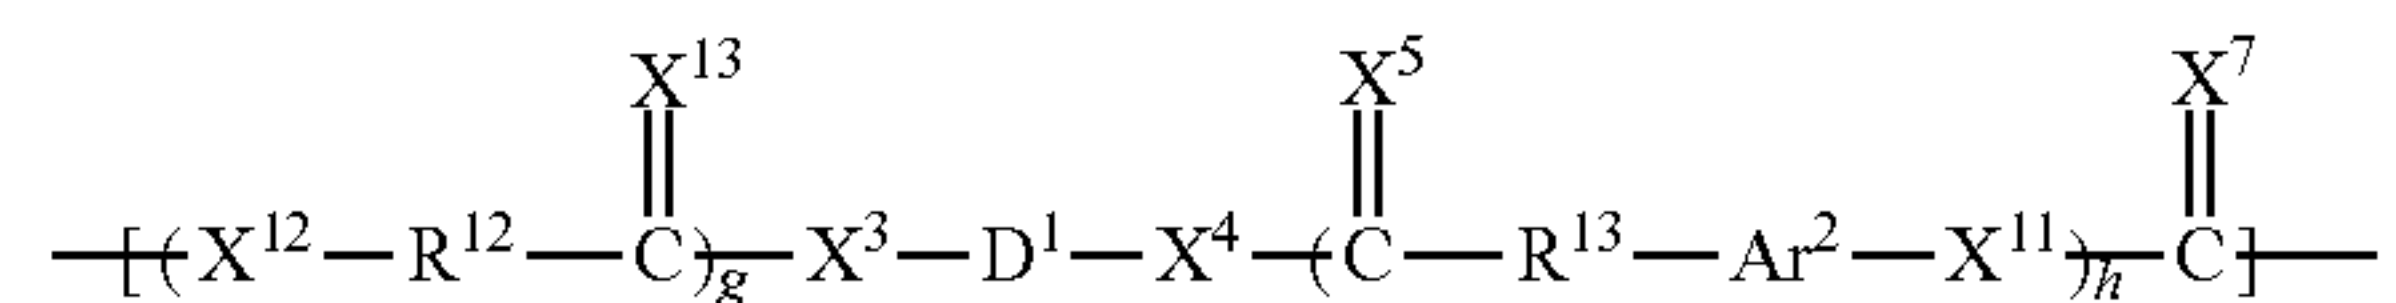 X¹³ X⁵ X⁷
—[(X¹²—R¹²—C)g—X³—D¹—X⁴—(C—R¹³—Ar²—X¹¹)h—C]—